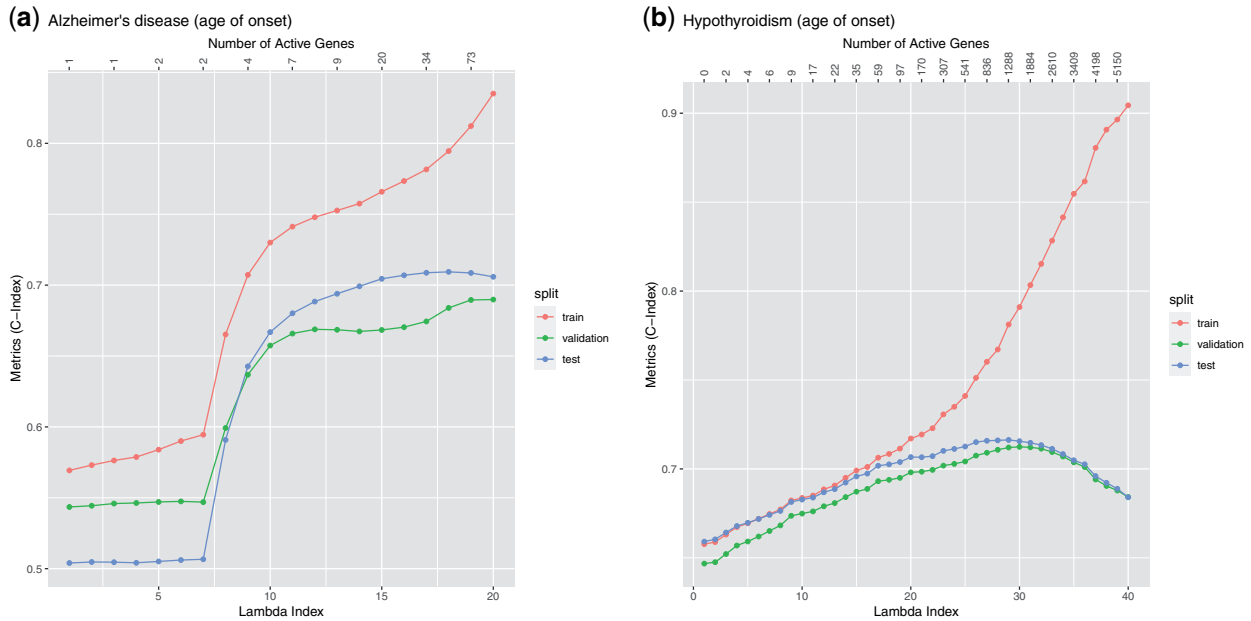 (a) Alzheimer's disease (age of onset)
Number of Active Genes
1 1 2 2 4 7 9 20 34 73
0.8
0.7
0.6
0.5
Metrics (C−Index)
5 10 15 20
Lambda Index
split
train
validation
test
(b) Hypothyroidism (age of onset)
Number of Active Genes
0 2 4 6 9 17 22 35 59 97 170 307 541 836 1288 1884 2610 3409 4198 5150
0.9
0.8
0.7
Metrics (C−Index)
0 10 20 30 40
Lambda Index
split
train
validation
test